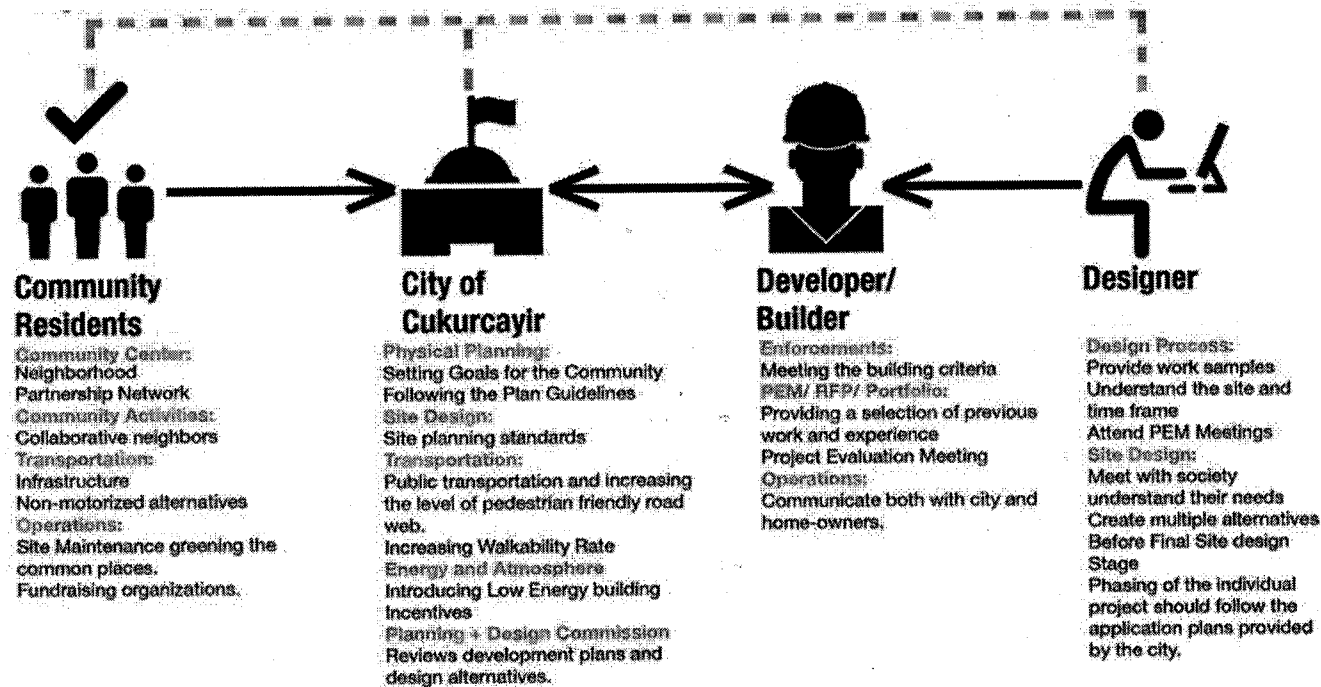 Community
Residents
Community Center:
Neighborhood
Partnership Network
Community Activities:
Collaborative neighbors
Transportation:
Infrastructure
Non-motorized alternatives
Operations:
Site Maintenance greening the
common places.
Fundraising organizations.
City of
Cukurcayir
Physical Planning:
Setting Goals for the Community
Following the Plan Guidelines
Site Design:
Site planning standards
Transportation:
Public transportation and increasing
the level of pedestrian friendly road
web.
Increasing Walkability Rate
Energy and Atmosphere
Introducing Low Energy building
Incentives
Planning + Design Commission
Reviews development plans and
design alternatives.
Developer/
Builder
Enforcements:
Meeting the building criteria
PEM/ RFP/ Portfolio:
Providing a selection of previous
work and experience
Project Evaluation Meeting
Operations:
Communicate both with city and
home-owners.
Designer
Design Process:
Provide work samples
Understand the site and
time frame
Attend PEM Meetings
Site Design:
Meet with society
understand their needs
Create multiple alternatives
Before Final Site design
Stage
Phasing of the individual
project should follow the
application plans provided
by the city.